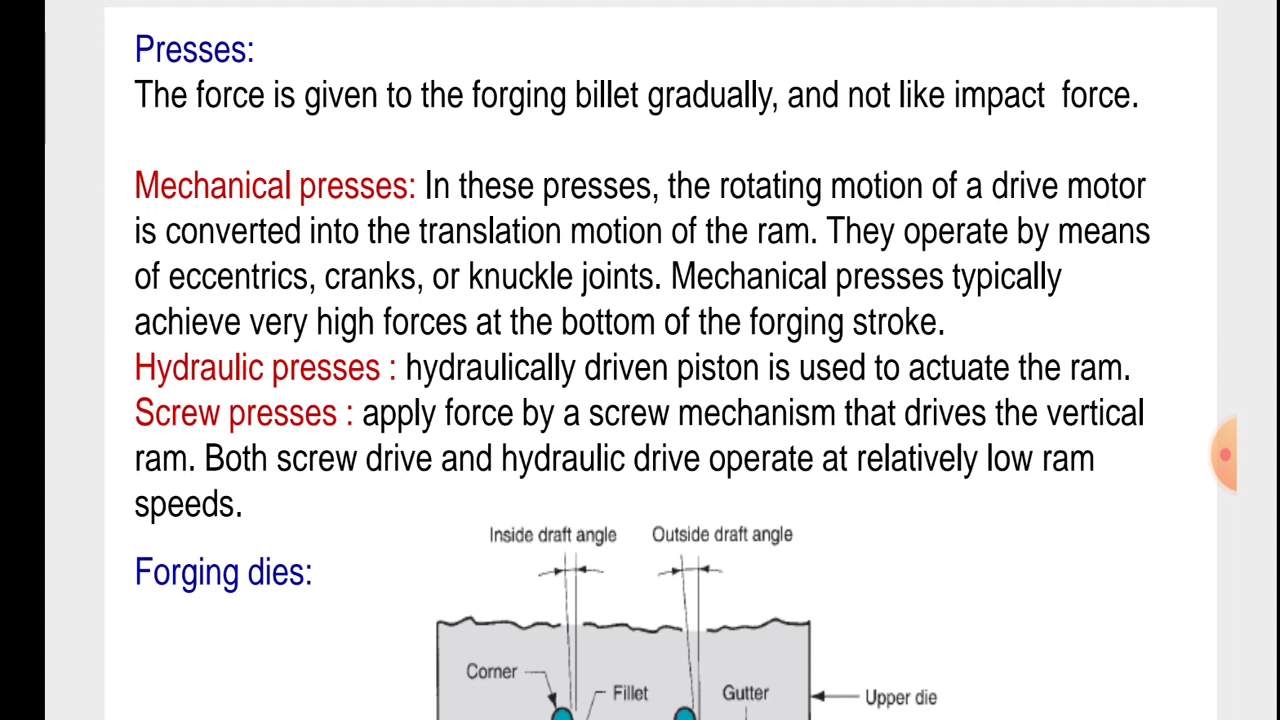 Presses:
The force is given to the forging billet gradually, and not like impact force.
Mechanical presses: In these presses, the rotating motion of a drive motor
is converted into the translation motion of the ram. They operate by means
of eccentrics, cranks, or knuckle joints. Mechanical presses typically
achieve very high forces at the bottom of the forging stroke.
Hydraulic presses : hydraulically driven piston is used to actuate the ram.
Screw presses : apply force by a screw mechanism that drives the vertical
ram. Both screw drive and hydraulic drive operate at relatively low ram
speeds.
Inside draft angle Outside draft angle
Forging dies:
Corner
Fillet Gutter Upper die